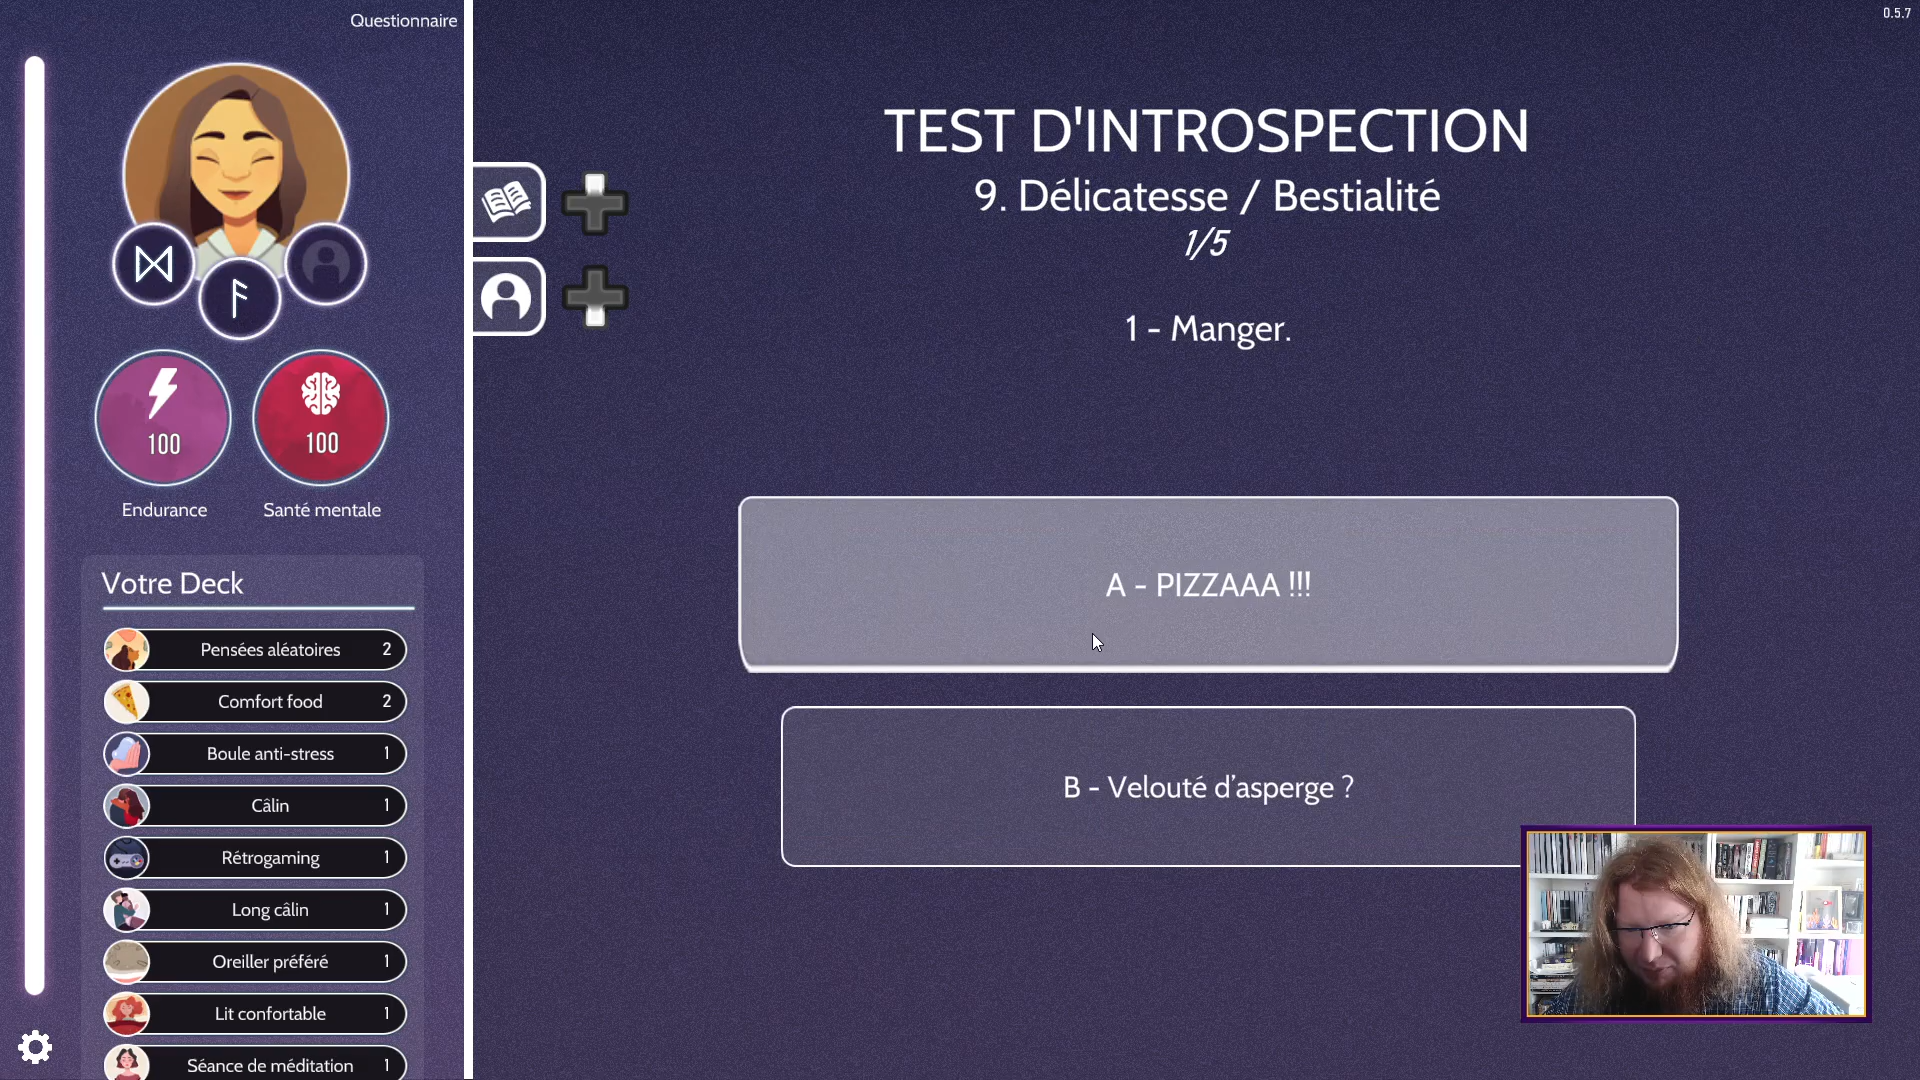 Questionnaire
0.5.7
100
100
Endurance
Santé mentale
Votre Deck
Pensées aléatoires 2
Comfort food 2
Boule anti-stress 1
Câlin 1
Rétrogaming 1
Long câlin 1
Oreiller préféré 1
Lit confortable 1
Séance de méditation 1
TEST D'INTROSPECTION
9. Délicatesse / Bestialité
1/5
1 - Manger.
A - PIZZAAA !!!
B - Velouté d’asperge ?